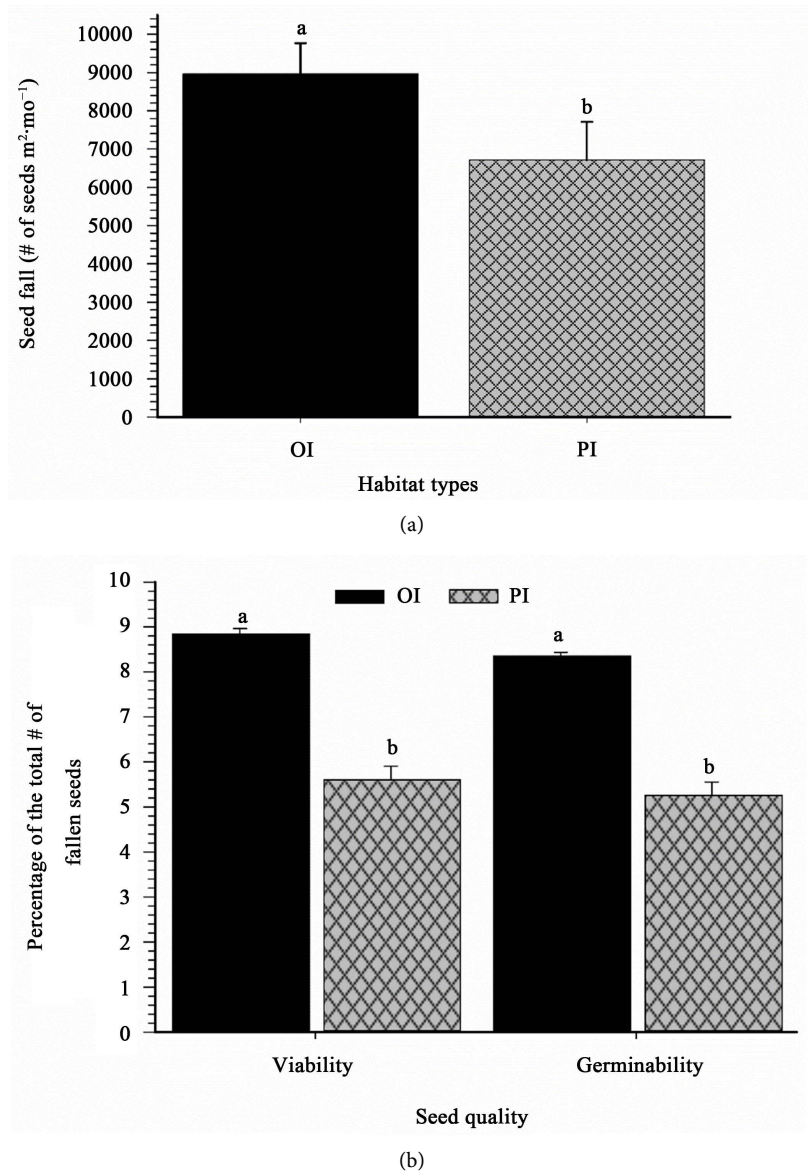 a
b
10000
9000
8000
7000
6000
5000
4000
3000
2000
1000
0
Seed fall (# of seeds m²·mo⁻¹)
OI PI
Habitat types
(a)
OI PI
a
b
a
b
10
9
8
7
6
5
4
3
2
1
0
Percentage of the total # of
fallen seeds
Viability Germinability
Seed quality
(b)